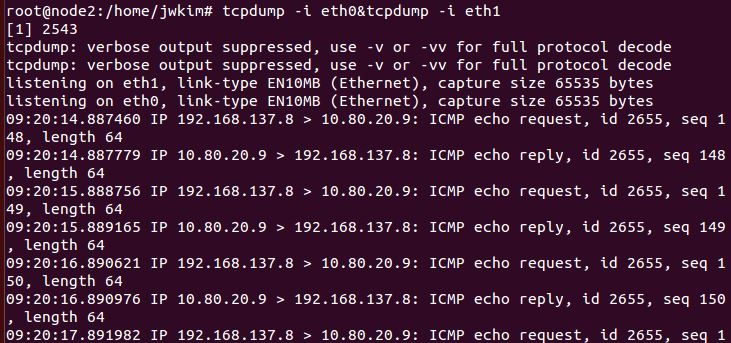 root@node2:/home/jwkim# tcpdump -i eth0&tcpdump -i eth1
[1] 2543
tcpdump: verbose output suppressed, use -v or -vv for full protocol decode
tcpdump: verbose output suppressed, use -v or -vv for full protocol decode
listening on eth1, link-type EN10MB (Ethernet), capture size 65535 bytes
listening on eth0, link-type EN10MB (Ethernet), capture size 65535 bytes
09:20:14.887460 IP 192.168.137.8 > 10.80.20.9: ICMP echo request, id 2655, seq 1
48, length 64
09:20:14.887779 IP 10.80.20.9 > 192.168.137.8: ICMP echo reply, id 2655, seq 148
, length 64
09:20:15.888756 IP 192.168.137.8 > 10.80.20.9: ICMP echo request, id 2655, seq 1
49, length 64
09:20:15.889165 IP 10.80.20.9 > 192.168.137.8: ICMP echo reply, id 2655, seq 149
, length 64
09:20:16.890621 IP 192.168.137.8 > 10.80.20.9: ICMP echo request, id 2655, seq 1
50, length 64
09:20:16.890976 IP 10.80.20.9 > 192.168.137.8: ICMP echo reply, id 2655, seq 150
, length 64
09:20:17.891982 IP 192.168.137.8 > 10.80.20.9: ICMP echo request, id 2655, seq 1